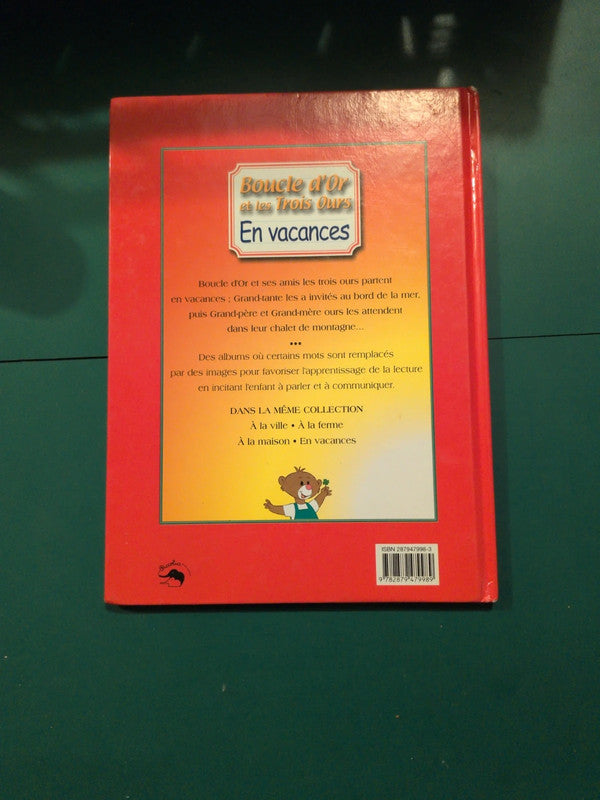 Boucle d'Or
et les Trois Ours
En vacances
Boucle d'Or et ses amis les trois ours partent
en vacances ; Grand-tante les a invités au bord de la mer,
puis Grand-père et Grand-mère ours les attendent
dans leur chalet de montagne...
•••
Des albums où certains mots sont remplacés
par des images pour favoriser l'apprentissage de la lecture
en incitant l'enfant à parler et à communiquer.
DANS LA MÊME COLLECTION
À la ville • À la ferme
À la maison • En vacances
ISBN 287947998-3
9 782879 479989